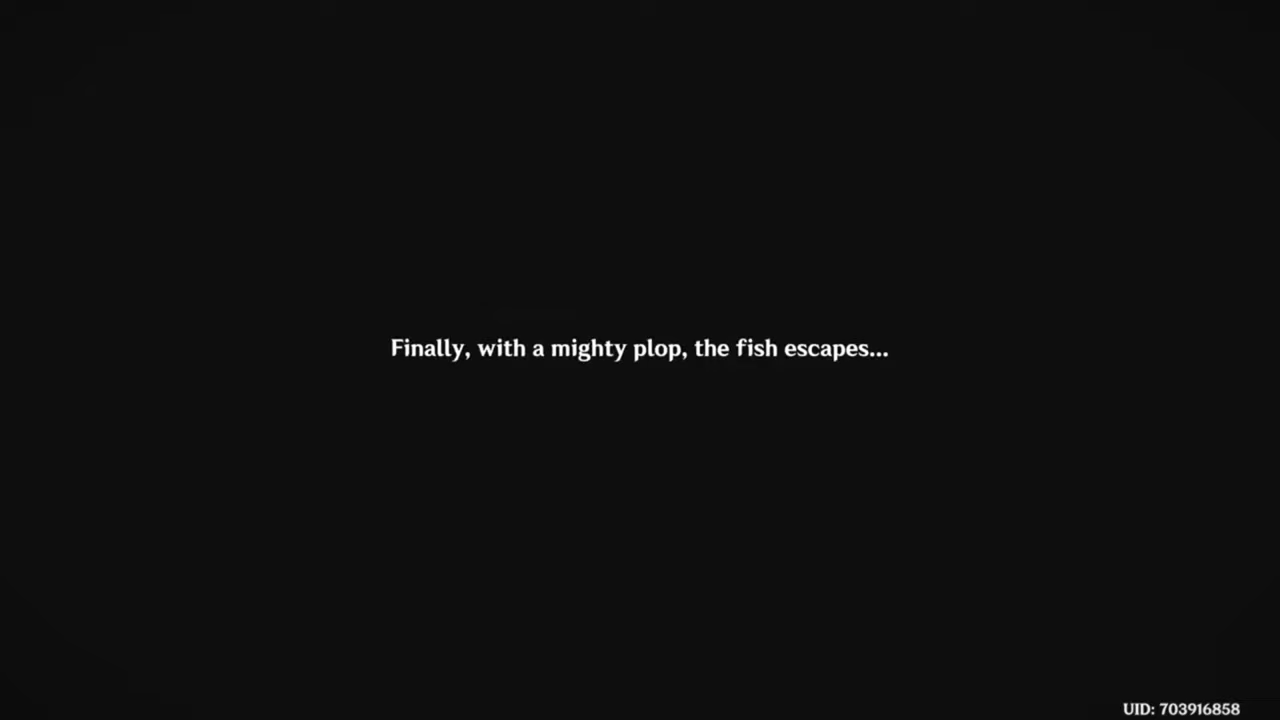 Finally, with a mighty plop, the fish escapes...
UID: 703916858